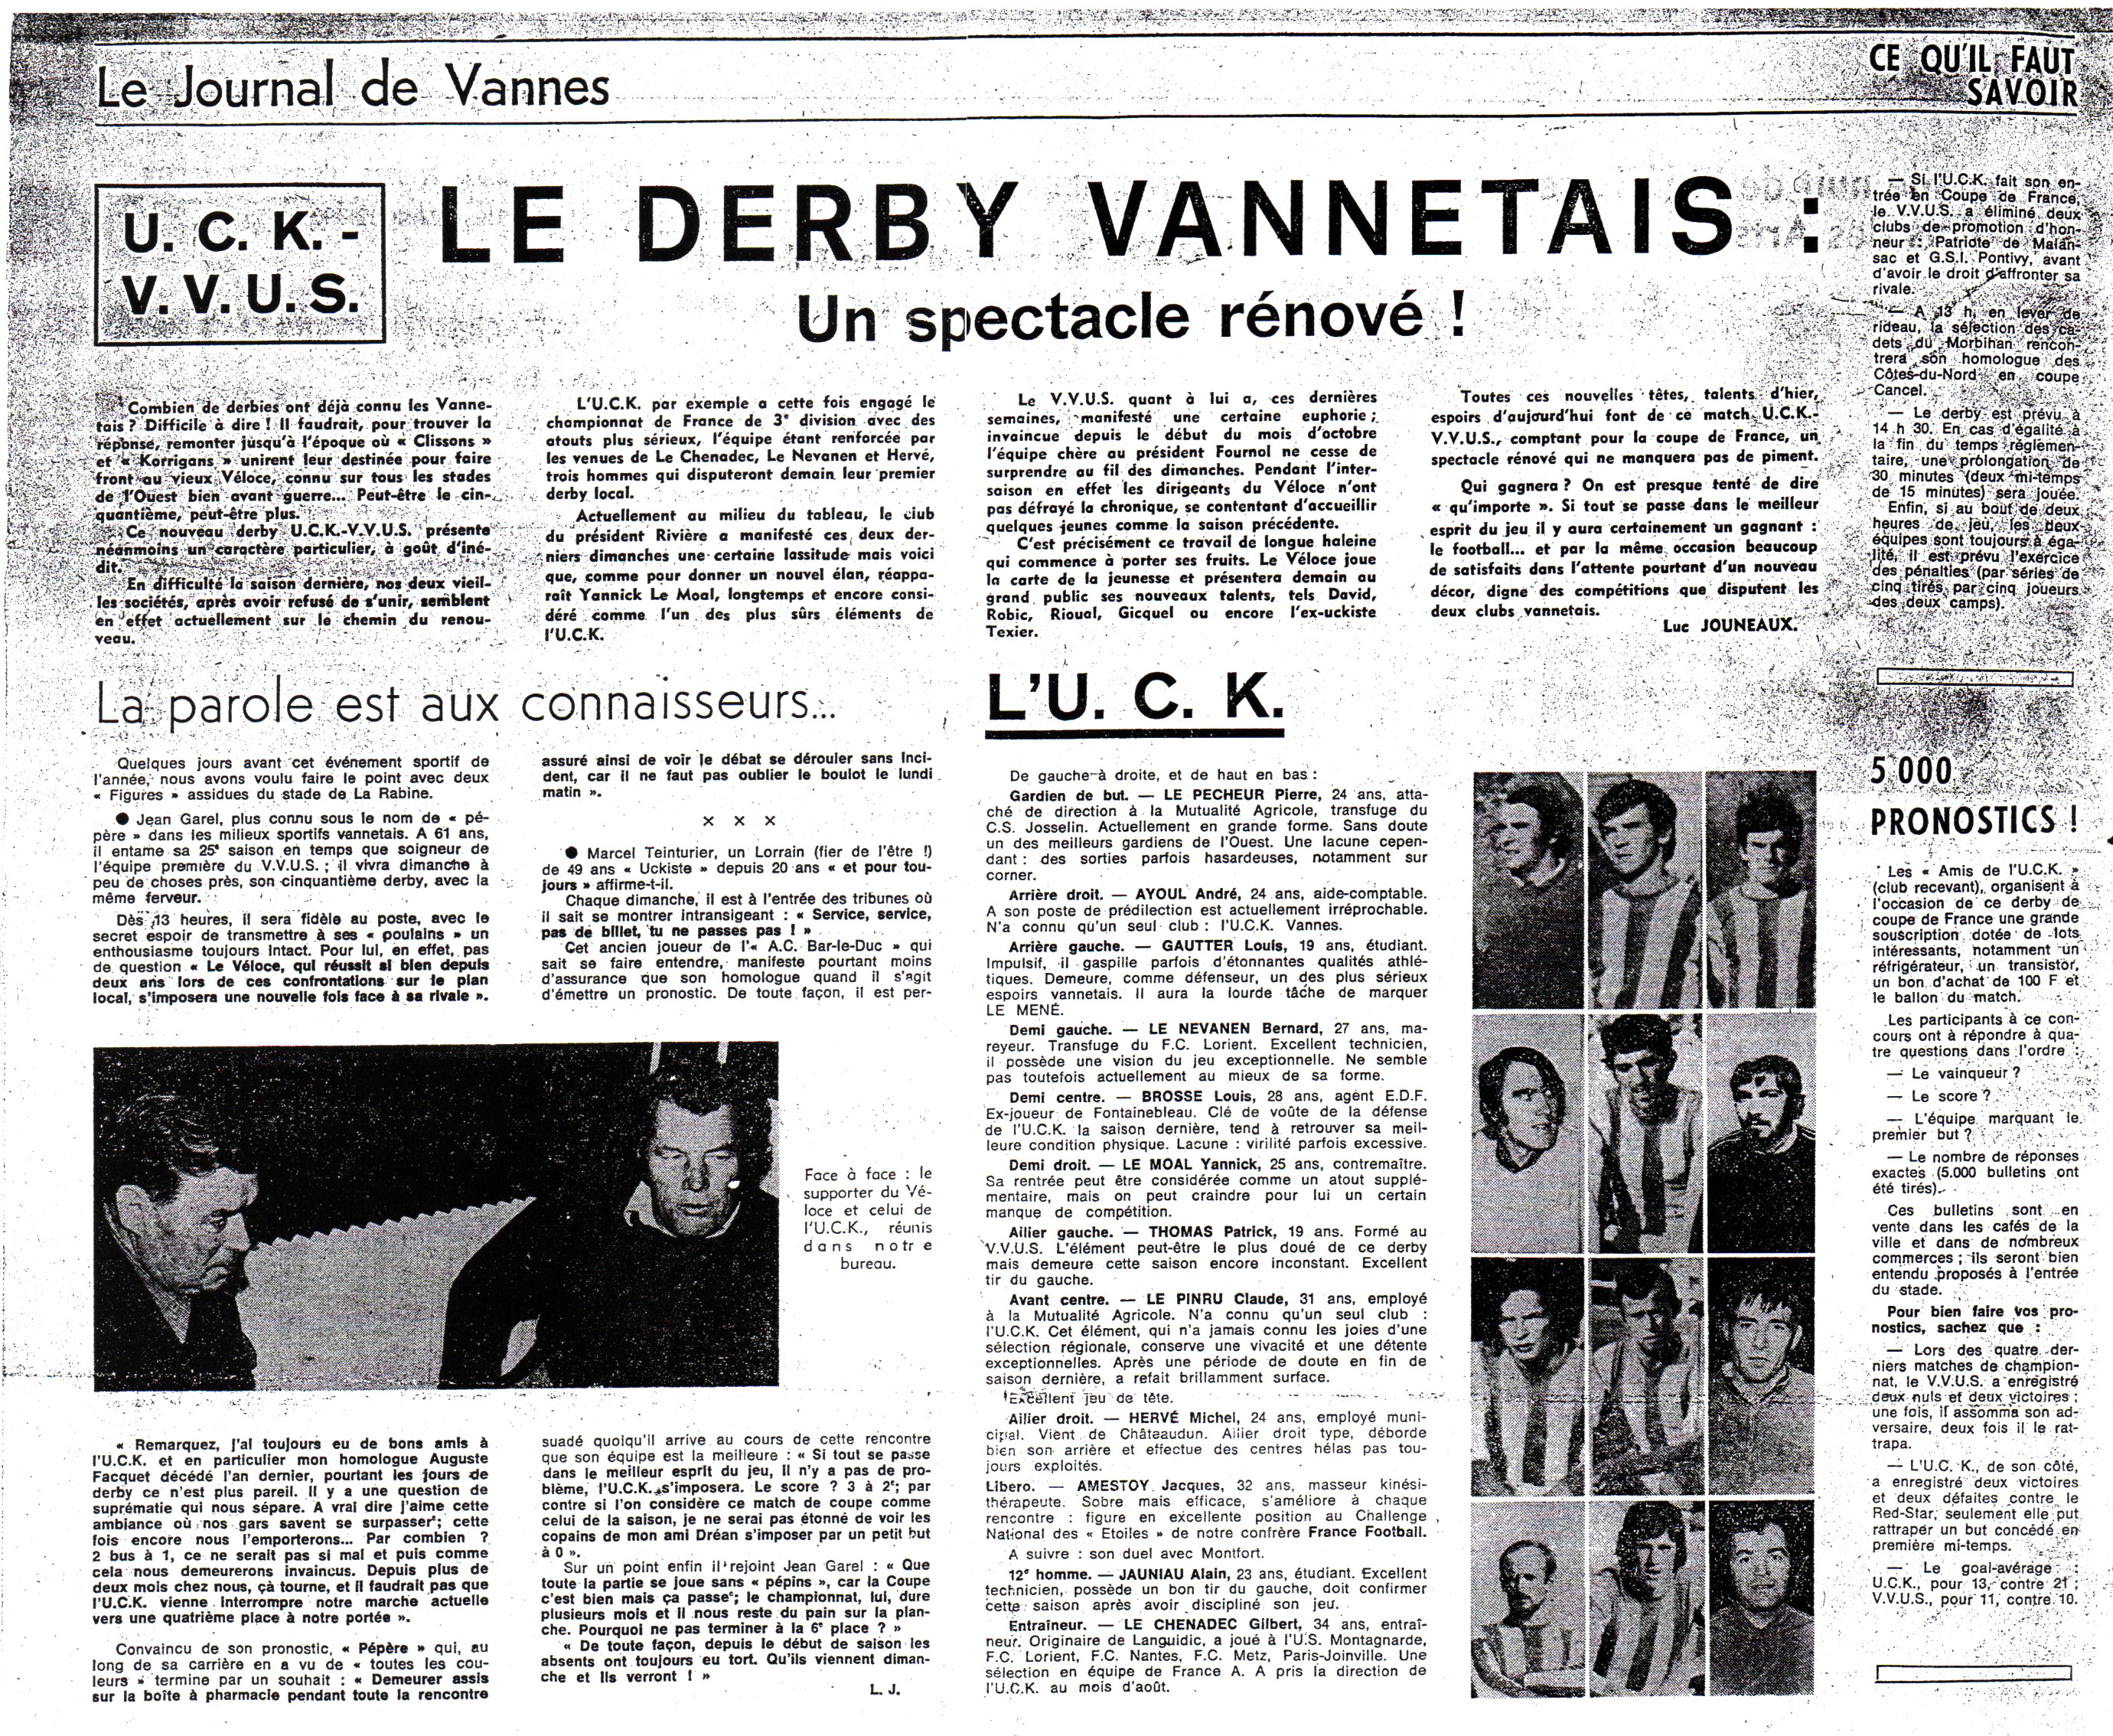 Le Journal de Vannes
CE QU'IL FAUT
SAVOIR
U. C. K. -
V. V. U. S.
LE DERBY VANNETAIS :
Un spectacle rénové !
Combien de derbies ont déjà connu les Vanne-
tais ? Difficile à dire ! Il faudrait, pour trouver la
réponse, remonter jusqu'à l'époque où « Clissons »
et « Korrigans » unirent leur destinée pour faire
front au vieux Véloce, connu sur tous les stades
de l'Ouest bien avant guerre... Peut-être le cin-
quantième, peut-être plus.
Ce nouveau derby U.C.K.-V.V.U.S. présente
néanmoins un caractère particulier, à goût d'iné-
dit.
En difficulté la saison dernière, nos deux vieil-
les sociétés, après avoir refusé de s'unir, semblent
en effet actuellement sur le chemin du renou-
veau.
L'U.C.K. par exemple a cette fois engagé le
championnat de France de 3e division avec des
atouts plus sérieux, l'équipe étant renforcée par
les venues de Le Chenadec, Le Nevanen et Hervé,
trois hommes qui disputeront demain leur premier
derby local.
Actuellement au milieu du tableau, le club
du président Rivière a manifesté ces deux der-
niers dimanches une certaine lassitude mais voici
que, comme pour donner un nouvel élan, réappa-
raît Yannick Le Moal, longtemps et encore consi-
déré comme l'un des plus sûrs éléments de
l'U.C.K.
Le V.V.U.S. quant à lui a, ces dernières
semaines, manifesté une certaine euphorie ;
invaincue depuis le début du mois d'octobre
l'équipe chère au président Fournol ne cesse de
surprendre au fil des dimanches. Pendant l'inter-
saison en effet les dirigeants du Véloce n'ont
pas défrayé la chronique, se contentant d'accueillir
quelques jeunes comme la saison précédente.
C'est précisément ce travail de longue haleine
qui commence à porter ses fruits. Le Véloce joue
la carte de la jeunesse et présentera demain au
grand public ses nouveaux talents, tels David,
Robic, Rioual, Gicquel ou encore l'ex-uckiste
Texier.
Toutes ces nouvelles têtes, talents d'hier,
espoirs d'aujourd'hui font de ce match U.C.K.-
V.V.U.S., comptant pour la coupe de France, un
spectacle rénové qui ne manquera pas de piment.
Qui gagnera ? On est presque tenté de dire
« qu'importe ». Si tout se passe dans le meilleur
esprit du jeu il y aura certainement un gagnant :
le football... et par la même occasion beaucoup
de satisfaits dans l'attente pourtant d'un nouveau
décor, digne des compétitions que disputent les
deux clubs vannetais.
Luc JOUNEAUX.
— Si l'U.C.K. fait son en-
trée en Coupe de France,
le V.V.U.S. a éliminé deux
clubs de promotion d'hon-
neur : Patriote de Malan-
sac et G.S.I. Pontivy, avant
d'avoir le droit d'affronter sa
rivale.
— A 13 h, en lever de
rideau, la sélection des ca-
dets du Morbihan rencon-
trera son homologue des
Côtes-du-Nord en coupe
Cancel.
— Le derby est prévu à
14 h 30. En cas d'égalité à
la fin du temps réglemen-
taire, une prolongation de
30 minutes (deux mi-temps
de 15 minutes) sera jouée.
Enfin, si au bout de deux
heures de jeu, les deux
équipes sont toujours à éga-
lité, il est prévu l'exercice
des pénalties (par séries de
cinq tirés par cinq joueurs
des deux camps).
La parole est aux connaisseurs...
Quelques jours avant cet événement sportif de
l'année, nous avons voulu faire le point avec deux
« Figures » assidues du stade de La Rabine.
● Jean Garel, plus connu sous le nom de « pé-
père » dans les milieux sportifs vannetais. A 61 ans,
il entame sa 25e saison en temps que soigneur de
l'équipe première du V.V.U.S. ; il vivra dimanche à
peu de choses près, son cinquantième derby, avec la
même ferveur.
Dès 13 heures, il sera fidèle au poste, avec le
secret espoir de transmettre à ses « poulains » un
enthousiasme toujours intact. Pour lui, en effet, pas
de question « Le Véloce, qui réussit si bien depuis
deux ans lors de ces confrontations sur le plan
local, s'imposera une nouvelle fois face à sa rivale ».
assuré ainsi de voir le débat se dérouler sans inci-
dent, car il ne faut pas oublier le boulot le lundi
matin ».
× × ×
● Marcel Teinturier, un Lorrain (fier de l'être !)
de 49 ans « Uckiste » depuis 20 ans « et pour tou-
jours » affirme-t-il.
Chaque dimanche, il est à l'entrée des tribunes où
il sait se montrer intransigeant : « Service, service,
pas de billet, tu ne passes pas ! »
Cet ancien joueur de l'« A.C. Bar-le-Duc » qui
sait se faire entendre, manifeste pourtant moins
d'assurance que son homologue quand il s'agit
d'émettre un pronostic. De toute façon, il est per-
Face à face : le
supporter du Vé-
loce et celui de
l'U.C.K., réunis
dans notre
bureau.
« Remarquez, j'ai toujours eu de bons amis à
l'U.C.K. et en particulier mon homologue Auguste
Facquet décédé l'an dernier, pourtant les jours de
derby ce n'est plus pareil. Il y a une question de
suprématie qui nous sépare. A vrai dire j'aime cette
ambiance où nos gars savent se surpasser ; cette
fois encore nous l'emporterons... Par combien ?
2 bus à 1, ce ne serait pas si mal et puis comme
cela nous demeurerons invaincus. Depuis plus de
deux mois chez nous, çà tourne, et il faudrait pas que
l'U.C.K. vienne interrompre notre marche actuelle
vers une quatrième place à notre portée ».
Convaincu de son pronostic, « Pépère » qui, au
long de sa carrière en a vu de « toutes les cou-
leurs » termine par un souhait : « Demeurer assis
sur la boîte à pharmacie pendant toute la rencontre
suadé quoiqu'il arrive au cours de cette rencontre
que son équipe est la meilleure : « Si tout se passe
dans le meilleur esprit du jeu, il n'y a pas de pro-
blème, l'U.C.K. s'imposera. Le score ? 3 à 2 ; par
contre si l'on considère ce match de coupe comme
celui de la saison, je ne serai pas étonné de voir les
copains de mon ami Dréan s'imposer par un petit but
à 0 ».
Sur un point enfin il rejoint Jean Garel : « Que
toute la partie se joue sans « pépins », car la Coupe
c'est bien mais ça passe ; le championnat, lui, dure
plusieurs mois et il nous reste du pain sur la plan-
che. Pourquoi ne pas terminer à la 6e place ? »
« De toute façon, depuis le début de saison les
absents ont toujours eu tort. Qu'ils viennent diman-
che et ils verront ! »
L. J.
L'U. C. K.
De gauche à droite, et de haut en bas :
Gardien de but. — LE PECHEUR Pierre, 24 ans, atta-
ché de direction à la Mutualité Agricole, transfuge du
C.S. Josselin. Actuellement en grande forme. Sans doute
un des meilleurs gardiens de l'Ouest. Une lacune cepen-
dant : des sorties parfois hasardeuses, notamment sur
corner.
Arrière droit. — AYOUL André, 24 ans, aide-comptable.
A son poste de prédilection est actuellement irréprochable.
N'a connu qu'un seul club : l'U.C.K. Vannes.
Arrière gauche. — GAUTTER Louis, 19 ans, étudiant.
Impulsif, il gaspille parfois d'étonnantes qualités athlé-
tiques. Demeure, comme défenseur, un des plus sérieux
espoirs vannetais. Il aura la lourde tâche de marquer
LE MENÉ.
Demi gauche. — LE NEVANEN Bernard, 27 ans, ma-
reyeur. Transfuge du F.C. Lorient. Excellent technicien,
il possède une vision du jeu exceptionnelle. Ne semble
pas toutefois actuellement au mieux de sa forme.
Demi centre. — BROSSE Louis, 28 ans, agent E.D.F.
Ex-joueur de Fontainebleau. Clé de voûte de la défense
de l'U.C.K. la saison dernière, tend à retrouver sa meil-
leure condition physique. Lacune : virilité parfois excessive.
Demi droit. — LE MOAL Yannick, 25 ans, contremaître.
Sa rentrée peut être considérée comme un atout supplé-
mentaire, mais on peut craindre pour lui un certain
manque de compétition.
Ailier gauche. — THOMAS Patrick, 19 ans. Formé au
V.V.U.S. L'élément peut-être le plus doué de ce derby
mais demeure cette saison encore inconstant. Excellent
tir du gauche.
Avant centre. — LE PINRU Claude, 31 ans, employé
à la Mutualité Agricole. N'a connu qu'un seul club :
l'U.C.K. Cet élément, qui n'a jamais connu les joies d'une
sélection régionale, conserve une vivacité et une détente
exceptionnelles. Après une période de doute en fin de
saison dernière, a refait brillamment surface.
Excellent jeu de tête.
Ailier droit. — HERVÉ Michel, 24 ans, employé muni-
cipal. Vient de Châteaudun. Ailier droit type, déborde
bien son arrière et effectue des centres hélas pas tou-
jours exploités.
Libero. — AMESTOY Jacques, 32 ans, masseur kinési-
thérapeute. Sobre mais efficace, s'améliore à chaque
rencontre : figure en excellente position au Challenge
National des « Etoiles » de notre confrère France Football.
A suivre : son duel avec Montfort.
12e homme. — JAUNIAU Alain, 23 ans, étudiant. Excellent
technicien, possède un bon tir du gauche, doit confirmer
cette saison après avoir discipliné son jeu.
Entraîneur. — LE CHENADEC Gilbert, 34 ans, entraî-
neur. Originaire de Languidic, a joué à l'U.S. Montagnarde,
F.C. Lorient, F.C. Nantes, F.C. Metz, Paris-Joinville. Une
sélection en équipe de France A. A pris la direction de
l'U.C.K. au mois d'août.
5 000
PRONOSTICS !
Les « Amis de l'U.C.K. »
(club recevant), organisent à
l'occasion de ce derby de
coupe de France une grande
souscription dotée de lots
intéressants, notamment un
réfrigérateur, un transistor,
un bon d'achat de 100 F et
le ballon du match.
Les participants à ce con-
cours ont à répondre à qua-
tre questions dans l'ordre :
— Le vainqueur ?
— Le score ?
— L'équipe marquant le
premier but ?
— Le nombre de réponses
exactes (5.000 bulletins ont
été tirés).
Ces bulletins sont en
vente dans les cafés de la
ville et dans de nombreux
commerces ; ils seront bien
entendu proposés à l'entrée
du stade.
Pour bien faire vos pro-
nostics, sachez que :
— Lors des quatre der-
niers matches de champion-
nat, le V.V.U.S. a enregistré
deux nuls et deux victoires :
une fois, il assomma son ad-
versaire, deux fois il le rat-
trapa.
— L'U.C. K., de son côté,
a enregistré deux victoires
et deux défaites contre le
Red-Star, seulement elle put
rattraper un but concédé en
première mi-temps.
— Le goal-avérage :
U.C.K., pour 13, contre 21 ;
V.V.U.S., pour 11, contre 10.